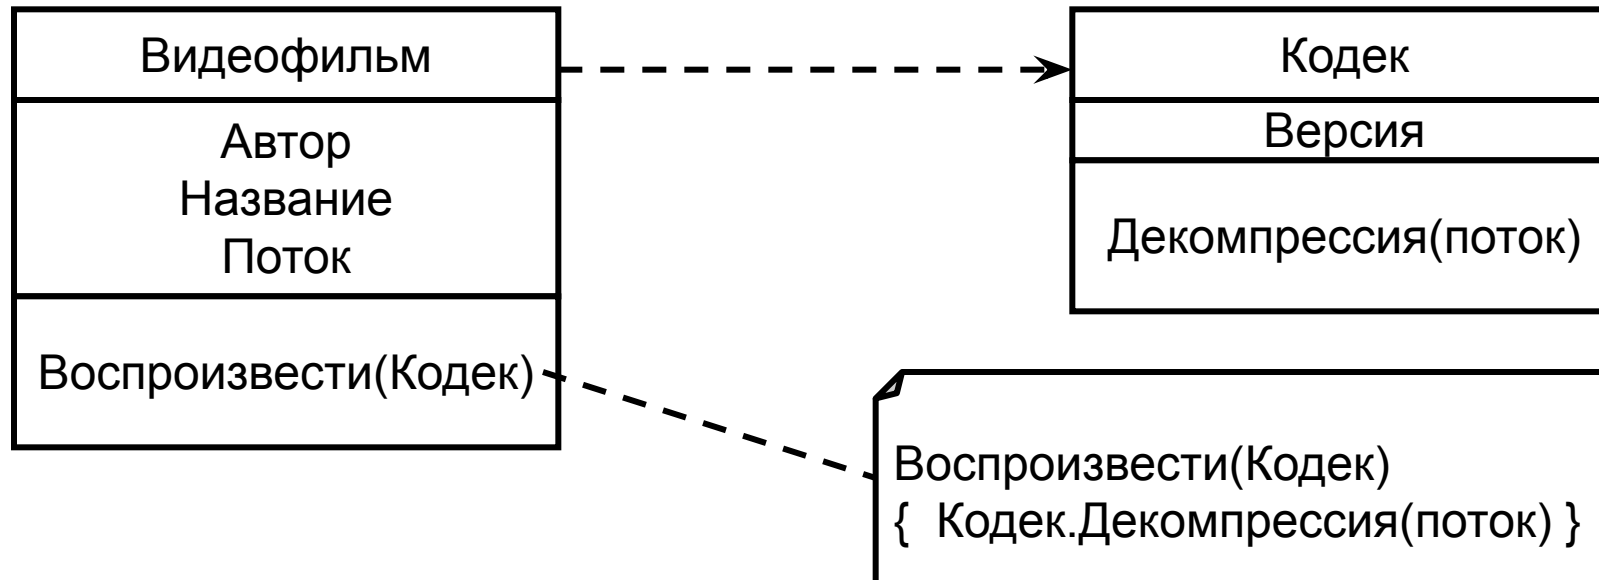 Видеофильм
Автор
Название
Поток
Воспроизвести(Кодек)
Кодек
Версия
Декомпрессия(поток)
Воспроизвести(Кодек)
{ Кодек.Декомпрессия(поток) }